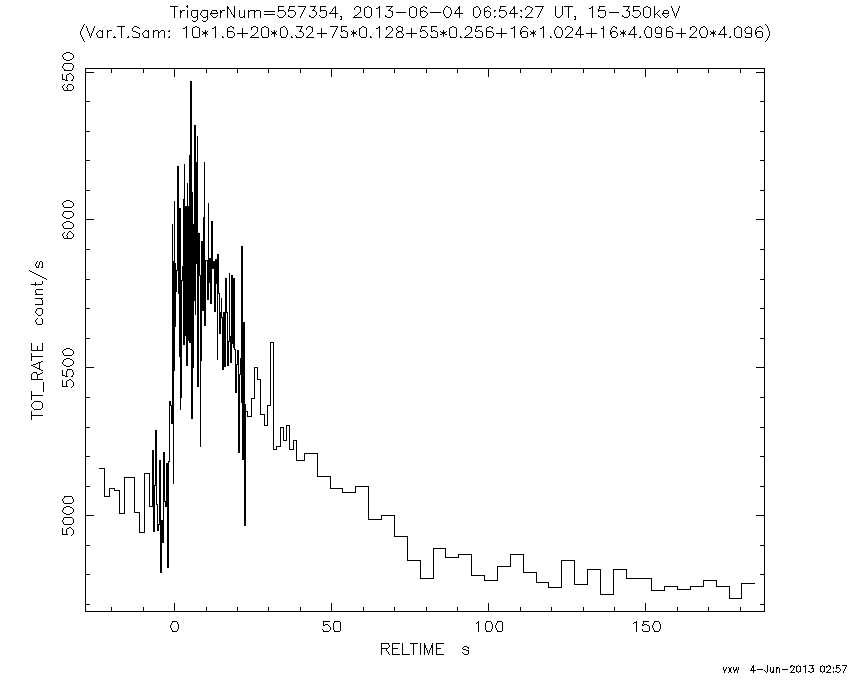 TriggerNum=557354, 2013-06-04 06:54:27 UT, 15-350keV
(Var.T.Sam: 10*1.6+20*0.32+75*0.128+55*0.256+16*1.024+16*4.096+20*4.096)
6500
6000
5500
5000
TOT_RATE count/s
0 50 100 150
RELTIME s
vxw 4-Jun-2013 02:57